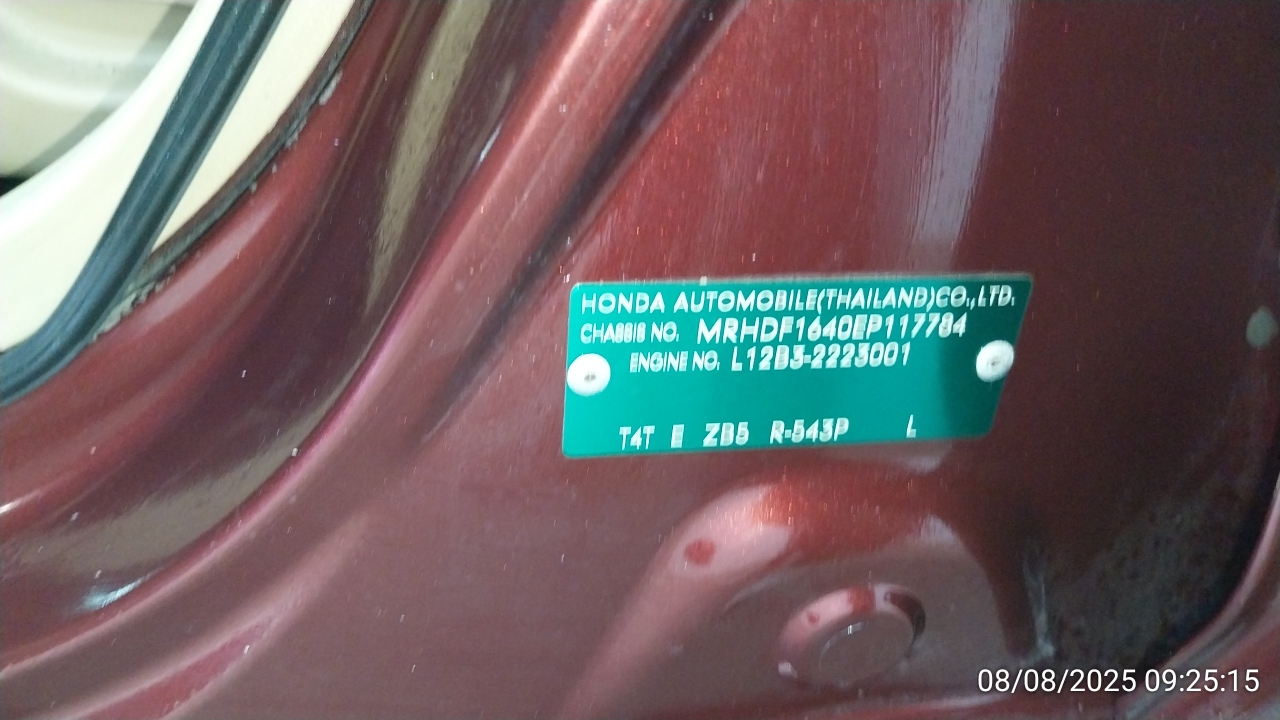 HONDA AUTOMOBILE(THAILAND)CO.,LTD.
CHASSIS NO. MRHDF1640EP117784
ENGINE NO. L12B3-2223001
T4T E ZB5 R-543P L
08/08/2025 09:25:15